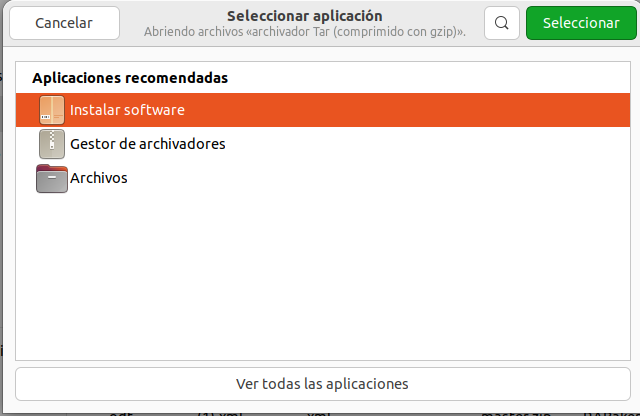 Cancelar
Seleccionar aplicación
Abriendo archivos «archivador Tar (comprimido con gzip)».
Seleccionar
Aplicaciones recomendadas
Instalar software
Gestor de archivadores
Archivos
Ver todas las aplicaciones